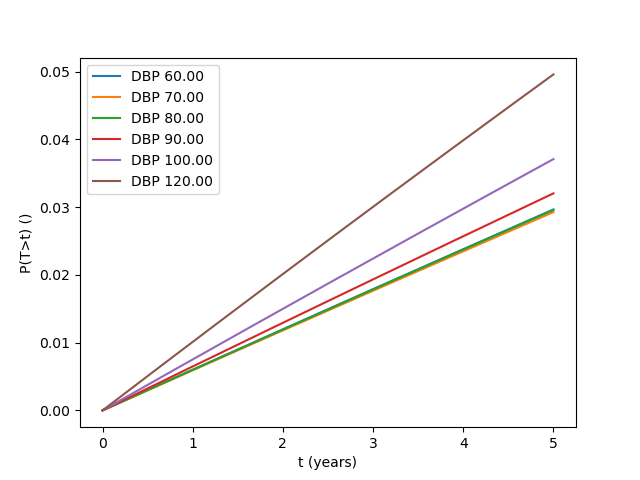 DBP 60.00
DBP 70.00
DBP 80.00
DBP 90.00
DBP 100.00
DBP 120.00
0.05
0.04
0.03
0.02
0.01
0.00
P(T>t) ()
0 1 2 3 4 5
t (years)